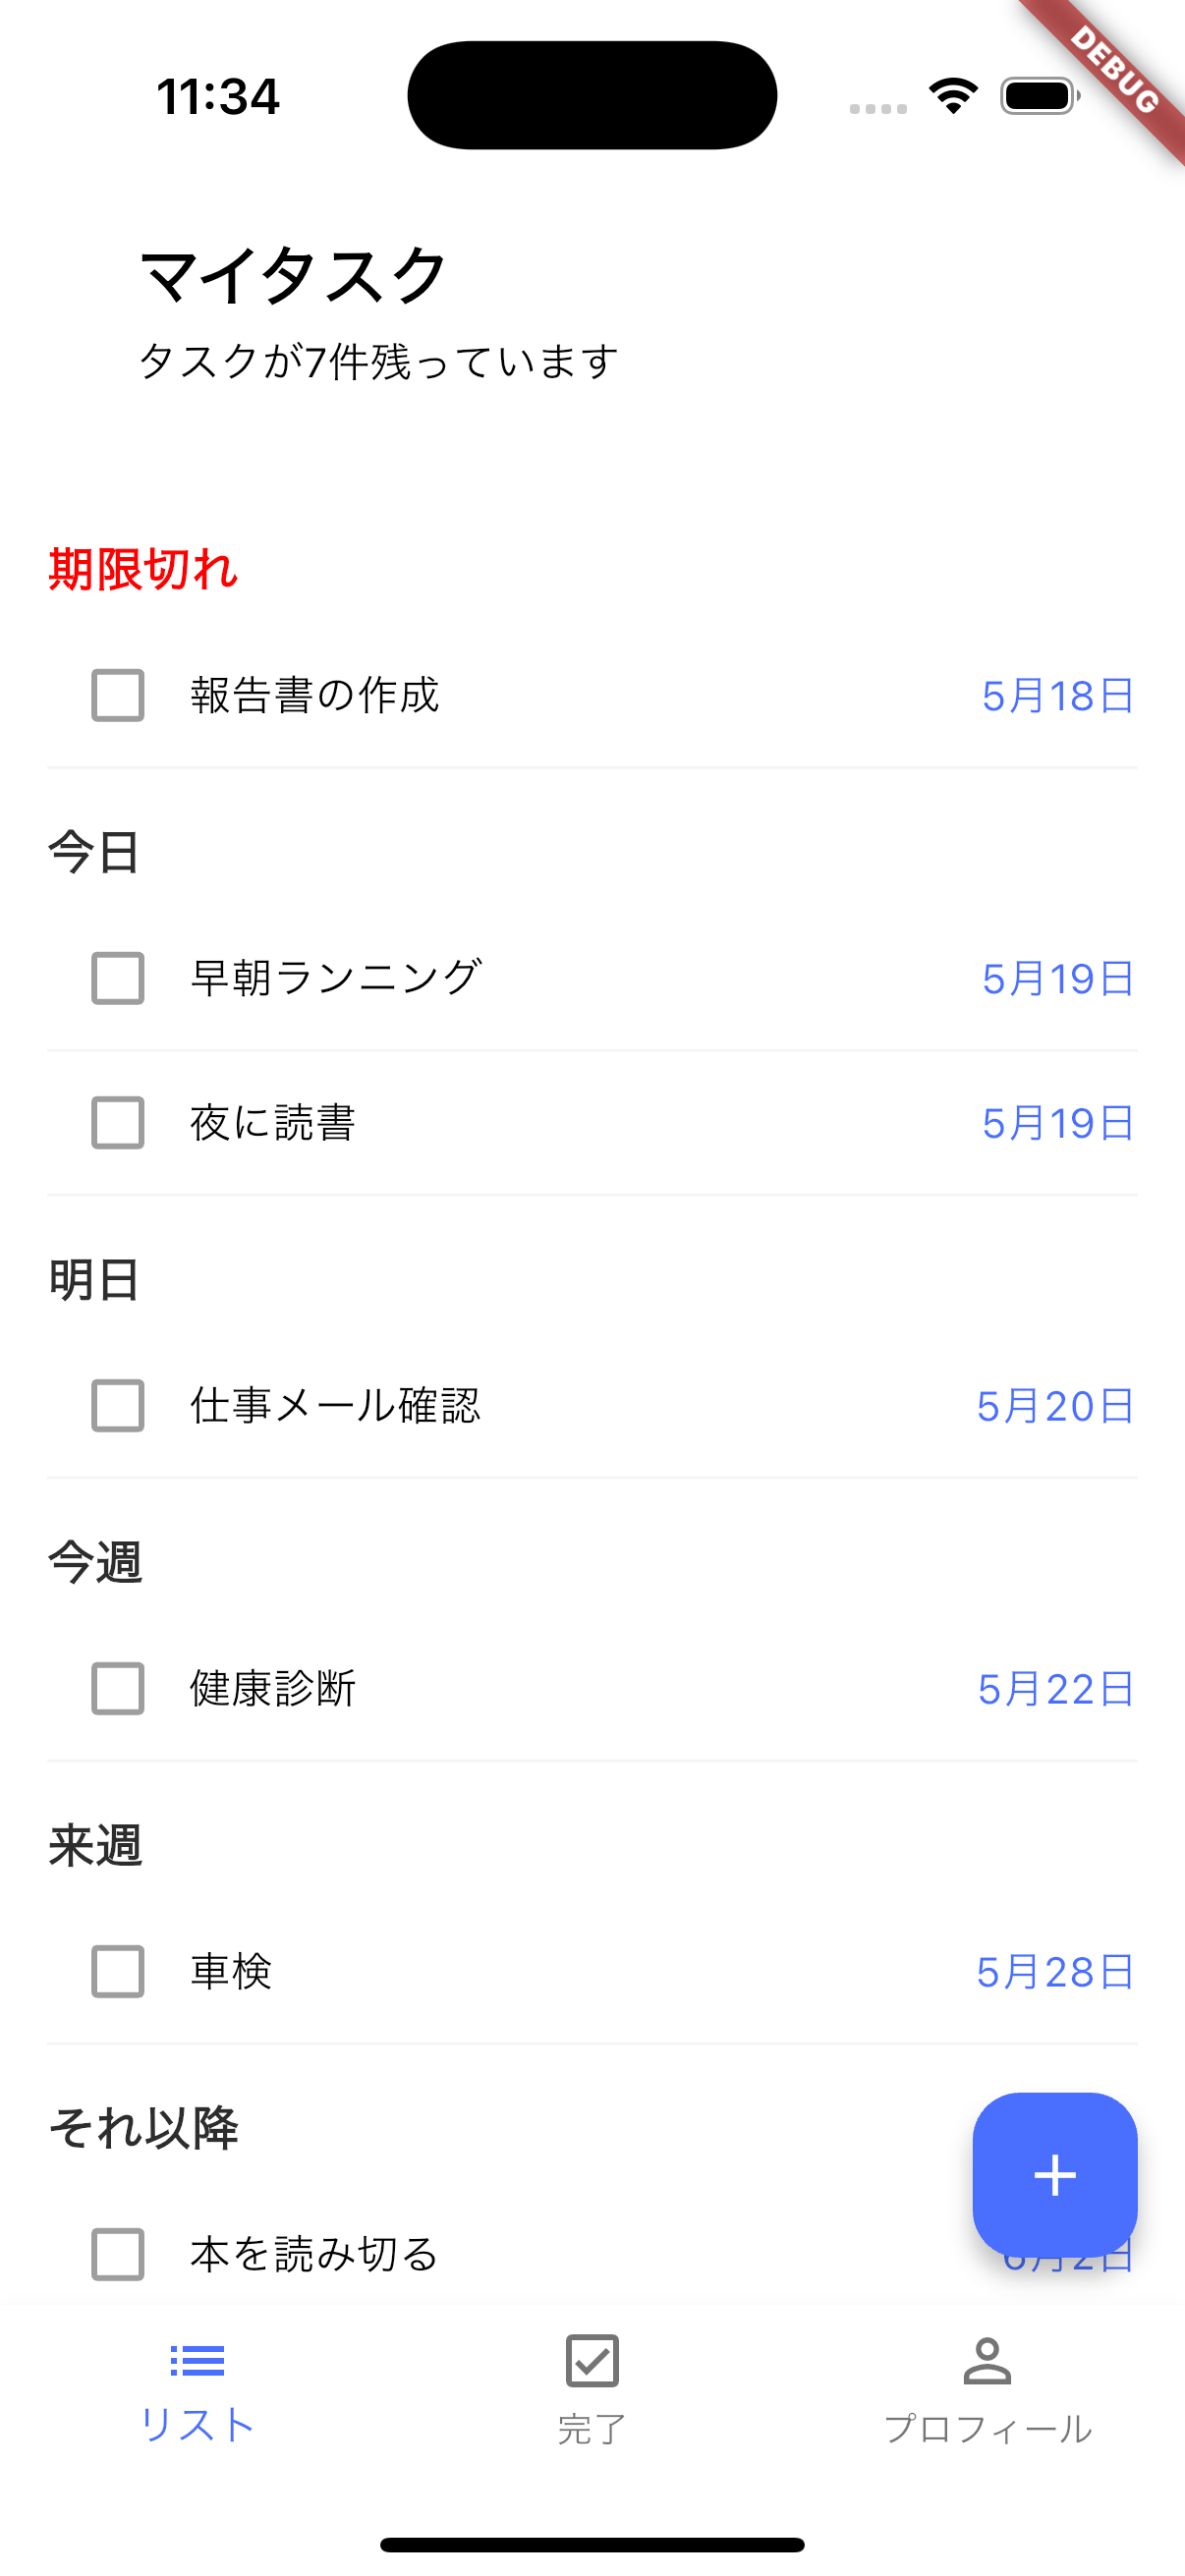 11:34
DEBUG
マイタスク
タスクが7件残っています
期限切れ
報告書の作成 5月18日
今日
早朝ランニング 5月19日
夜に読書 5月19日
明日
仕事メール確認 5月20日
今週
健康診断 5月22日
来週
車検 5月28日
それ以降
本を読み切る 6月2日
リスト 完了 プロフィール